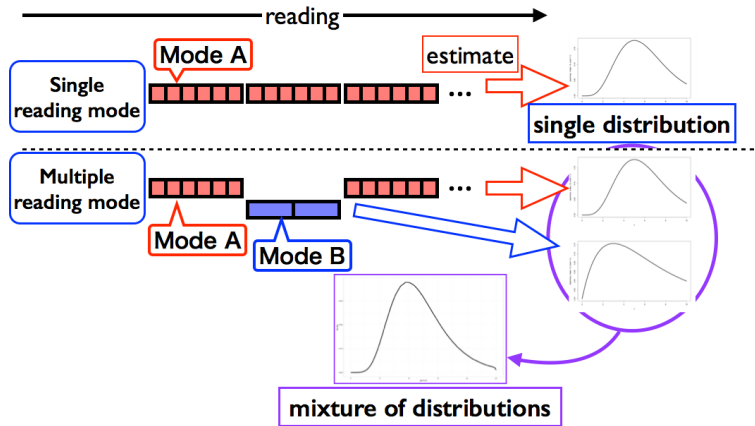 reading
Mode A
estimate
Single
reading mode
...
single distribution
Multiple
reading mode
...
Mode A
Mode B
mixture of distributions